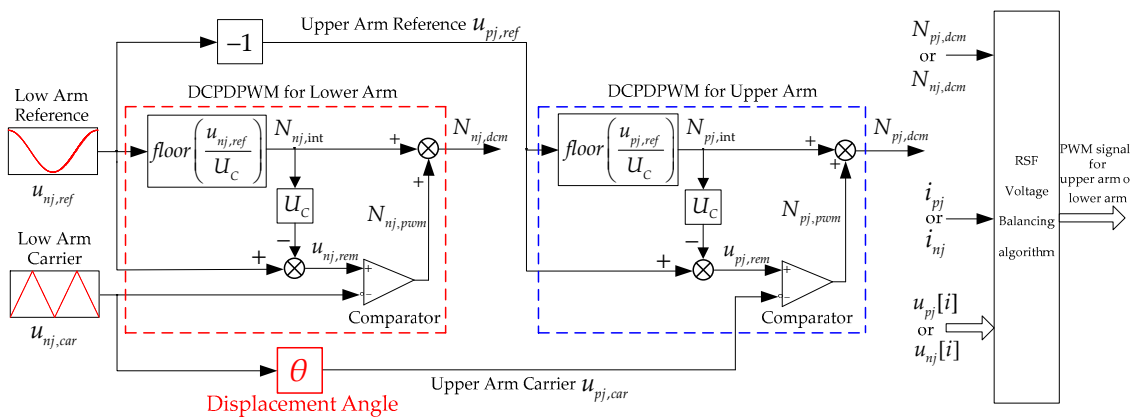 Upper Arm Reference u_{pj,ref}
−1
Low Arm
Reference
u_{nj,ref}
DCPDPWM for Lower Arm
floor(u_{nj,ref}/U_C)
N_{nj,int}
+
N_{nj,dcm}
+
U_C
N_{nj,pwm}
−
+
u_{nj,rem}
+
−
Comparator
Low Arm
Carrier
u_{nj,car}
θ
Displacement Angle
Upper Arm Carrier u_{pj,car}
DCPDPWM for Upper Arm
floor(u_{pj,ref}/U_C)
N_{pj,int}
+
N_{pj,dcm}
+
U_C
N_{pj,pwm}
−
+
u_{pj,rem}
+
−
Comparator
N_{pj,dcm}
or
N_{nj,dcm}
i_{pj}
or
i_{nj}
u_{pj}[i]
or
u_{nj}[i]
RSF
Voltage
Balancing
algorithm
PWM signal
for
upper arm o
lower arm